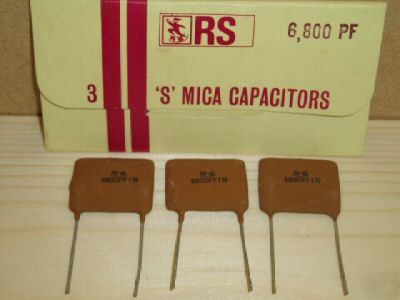 RS 6,800 PF
3 'S' MICA CAPACITORS
RS
6800PF1%
RS
6800PF1%
RS
6800PF1%